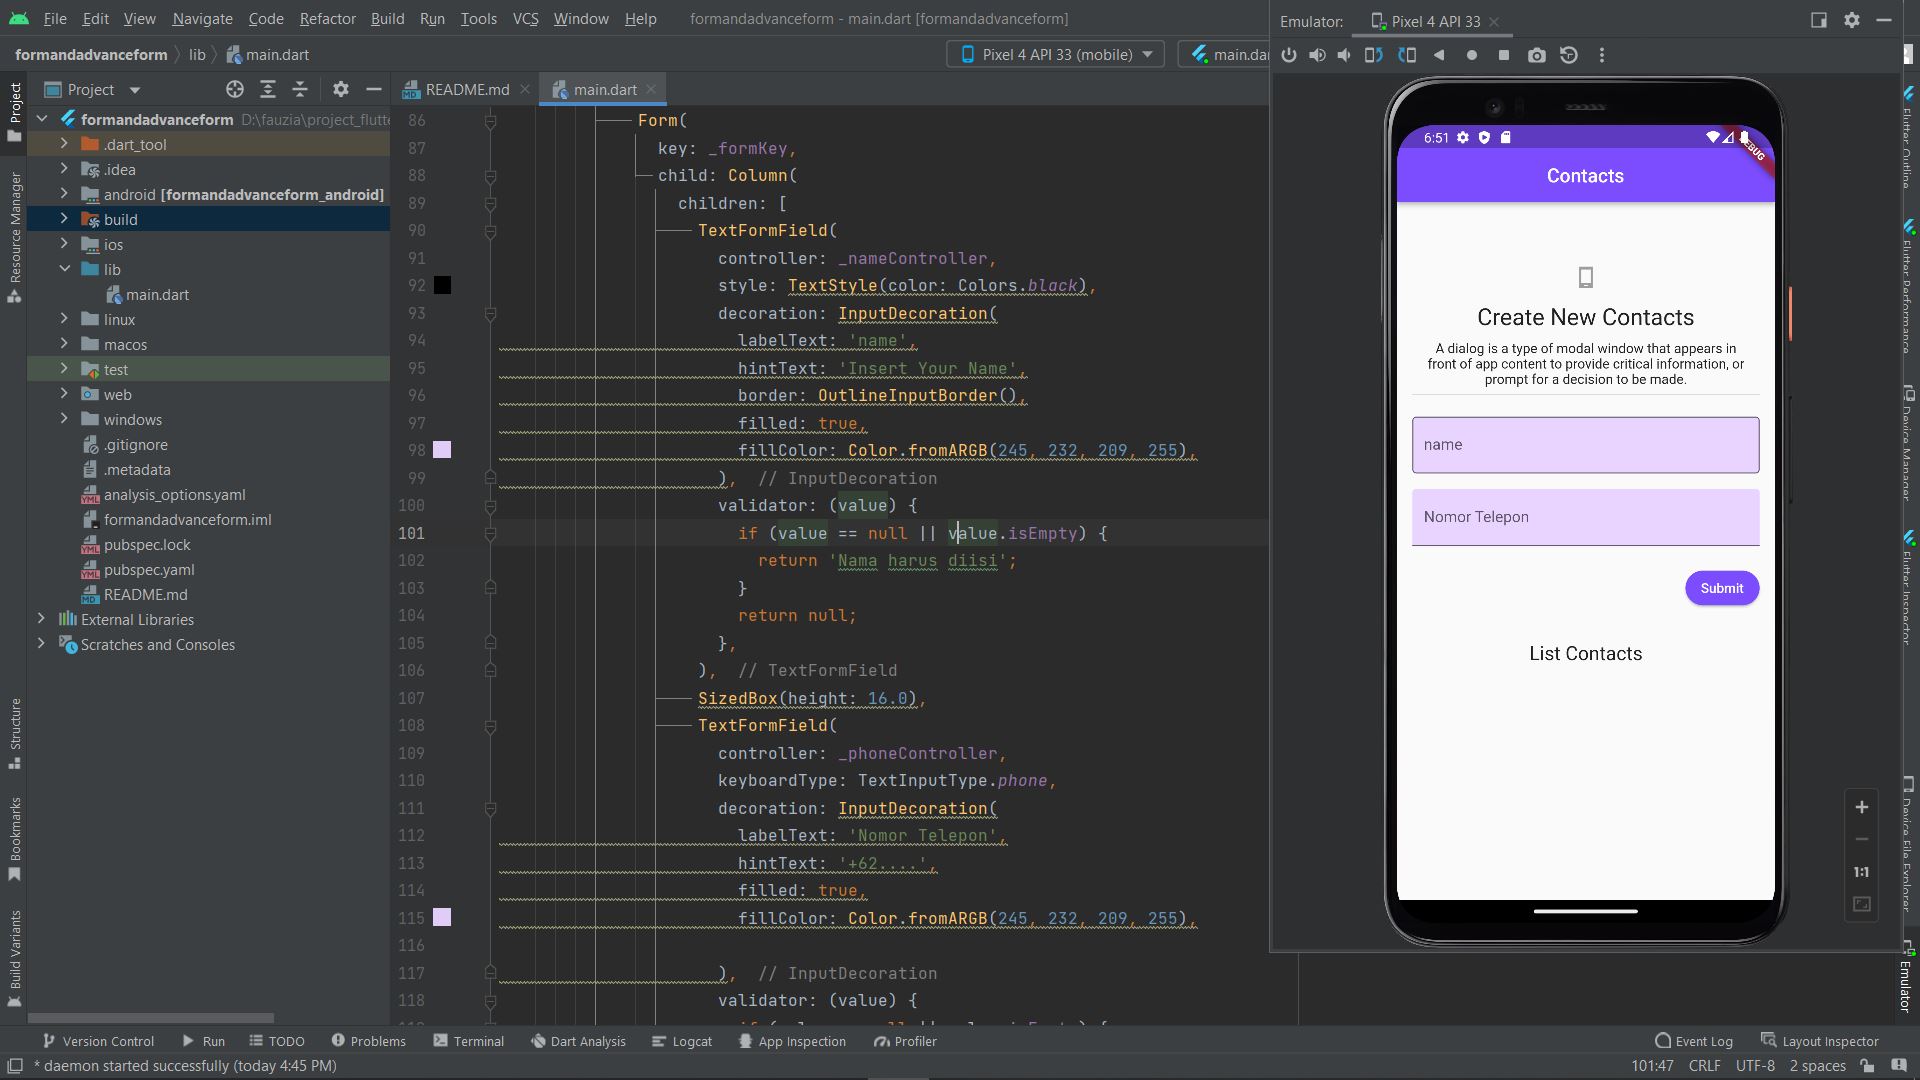 File Edit View Navigate Code Refactor Build Run Tools VCS Window Help formandadvanceform - main.dart [formandadvanceform]
formandadvanceform lib main.dart
Pixel 4 API 33 (mobile) main.da
Project
README.md main.dart
Project
Resource Manager
Structure
Bookmarks
Build Variants
formandadvanceform D:\fauzia\project_flutte
.dart_tool
.idea
android [formandadvanceform_android]
build
ios
lib
main.dart
linux
macos
test
web
windows
.gitignore
.metadata
analysis_options.yaml
formandadvanceform.iml
pubspec.lock
pubspec.yaml
README.md
External Libraries
Scratches and Consoles
86 Form(
87 key: _formKey,
88 child: Column(
89 children: [
90 TextFormField(
91 controller: _nameController,
92 style: TextStyle(color: Colors.black),
93 decoration: InputDecoration(
94 labelText: 'name',
95 hintText: 'Insert Your Name',
96 border: OutlineInputBorder(),
97 filled: true,
98 fillColor: Color.fromARGB(245, 232, 209, 255),
99 ), // InputDecoration
100 validator: (value) {
101 if (value == null || value.isEmpty) {
102 return 'Nama harus diisi';
103 }
104 return null;
105 },
106 ), // TextFormField
107 SizedBox(height: 16.0),
108 TextFormField(
109 controller: _phoneController,
110 keyboardType: TextInputType.phone,
111 decoration: InputDecoration(
112 labelText: 'Nomor Telepon',
113 hintText: '+62....',
114 filled: true,
115 fillColor: Color.fromARGB(245, 232, 209, 255),
116
117 ), // InputDecoration
118 validator: (value) {
Emulator: Pixel 4 API 33
6:51
DEBUG
Contacts
Create New Contacts
A dialog is a type of modal window that appears in
front of app content to provide critical information, or
prompt for a decision to be made.
name
Nomor Telepon
Submit
List Contacts
1:1
Flutter Outline
Flutter Performance
Device Manager
Flutter Inspector
Device File Explorer
Emulator
Version Control Run TODO Problems Terminal Dart Analysis Logcat App Inspection Profiler Event Log Layout Inspector
* daemon started successfully (today 4:45 PM) 101:47 CRLF UTF-8 2 spaces